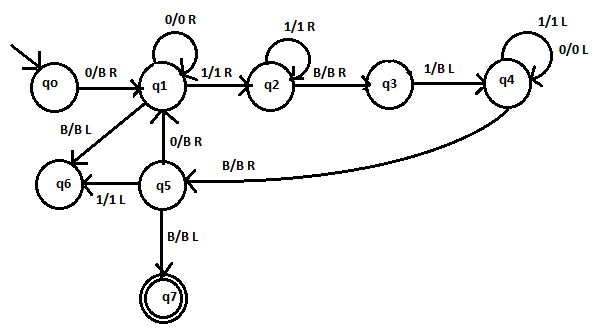 0/0 R
1/1 R
1/1 L
0/0 L
qo
0/B R
q1
1/1 R
q2
B/B R
q3
1/B L
q4
B/B L
0/B R
B/B R
q6
1/1 L
q5
B/B L
q7